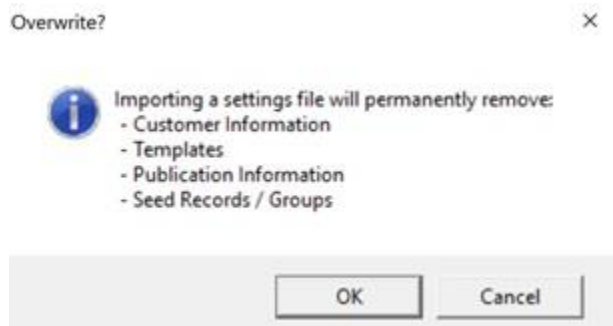 Overwrite?
Importing a settings file will permanently remove:
- Customer Information
- Templates
- Publication Information
- Seed Records / Groups
OK
Cancel